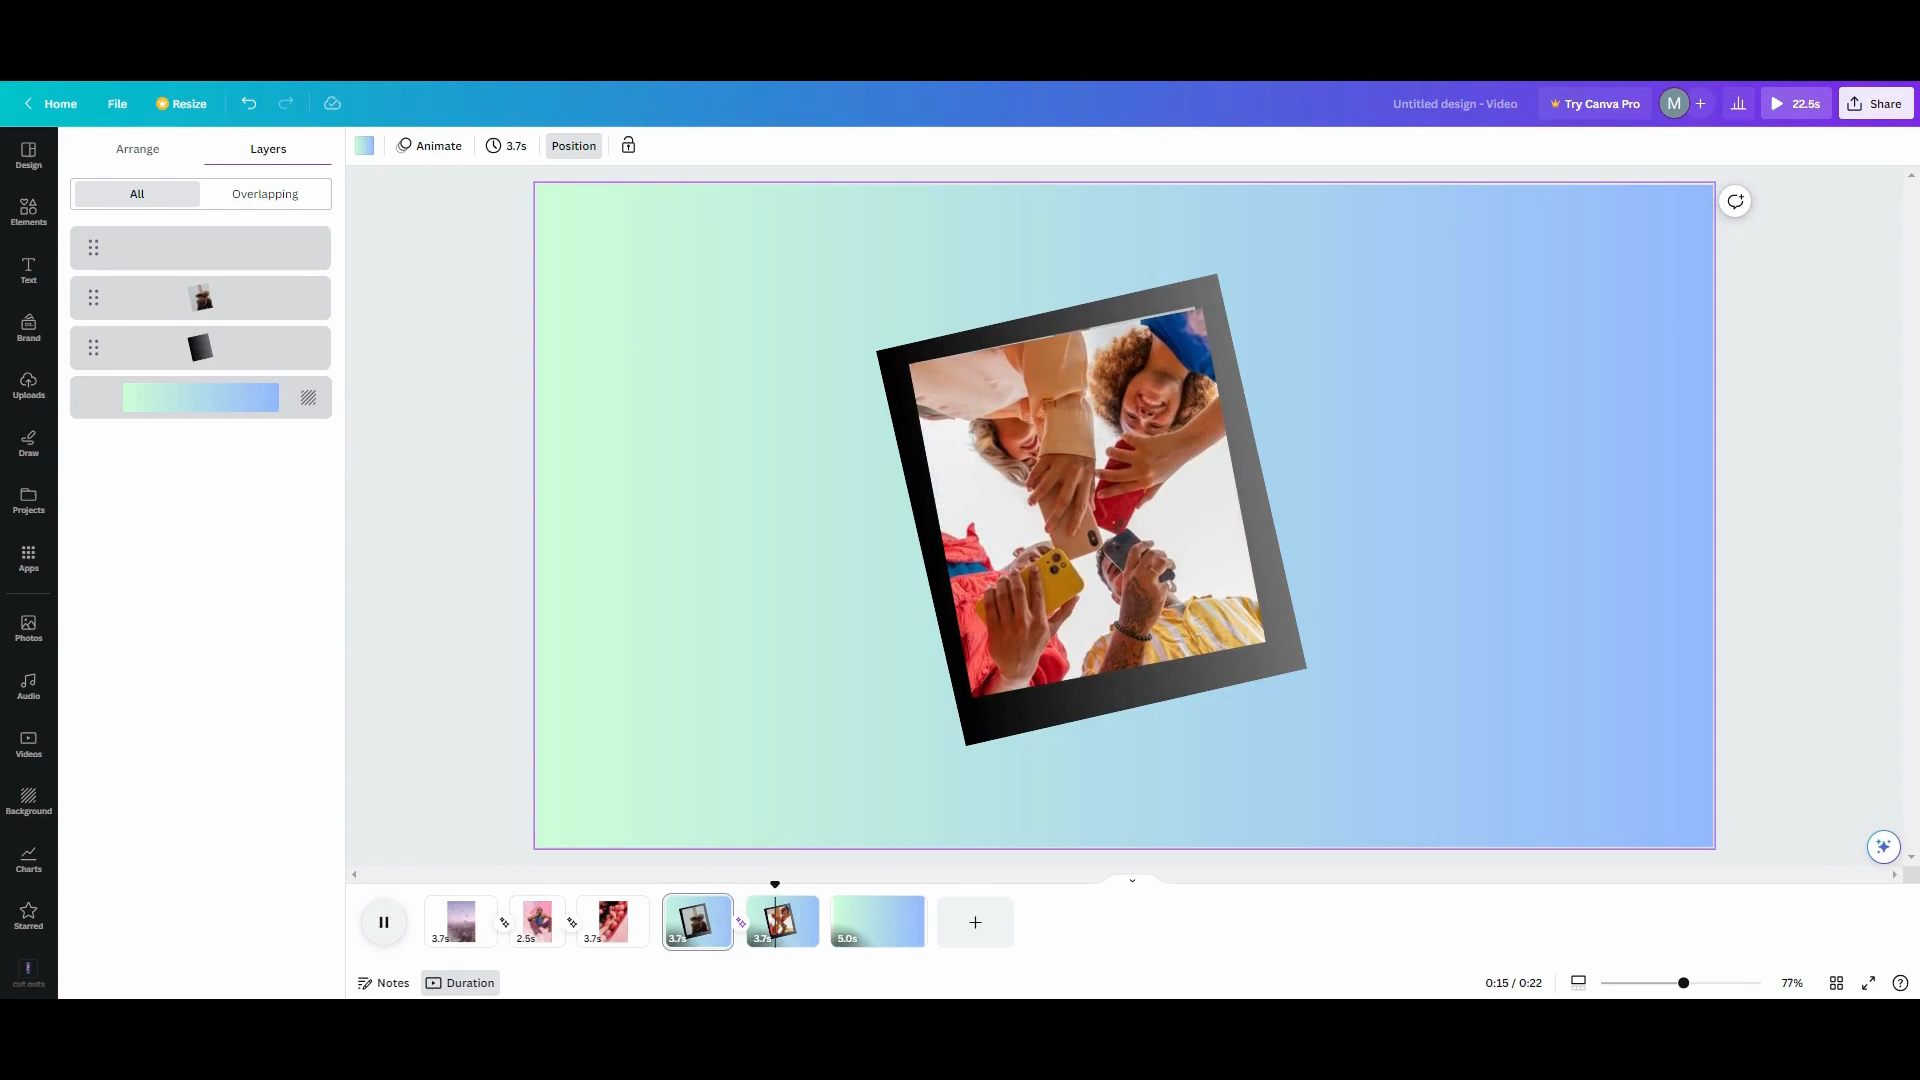 Home File Resize Untitled design - Video Try Canva Pro M 22.5s Share
Arrange Layers
Animate 3.7s Position
All Overlapping
Design
Elements
Text
Brand
Uploads
Draw
Projects
Apps
Photos
Audio
Videos
Background
Charts
Starred
cut outs
3.7s 2.5s 3.7s 3.7s 3.7s 5.0s
Notes Duration 0:15 / 0:22 77%